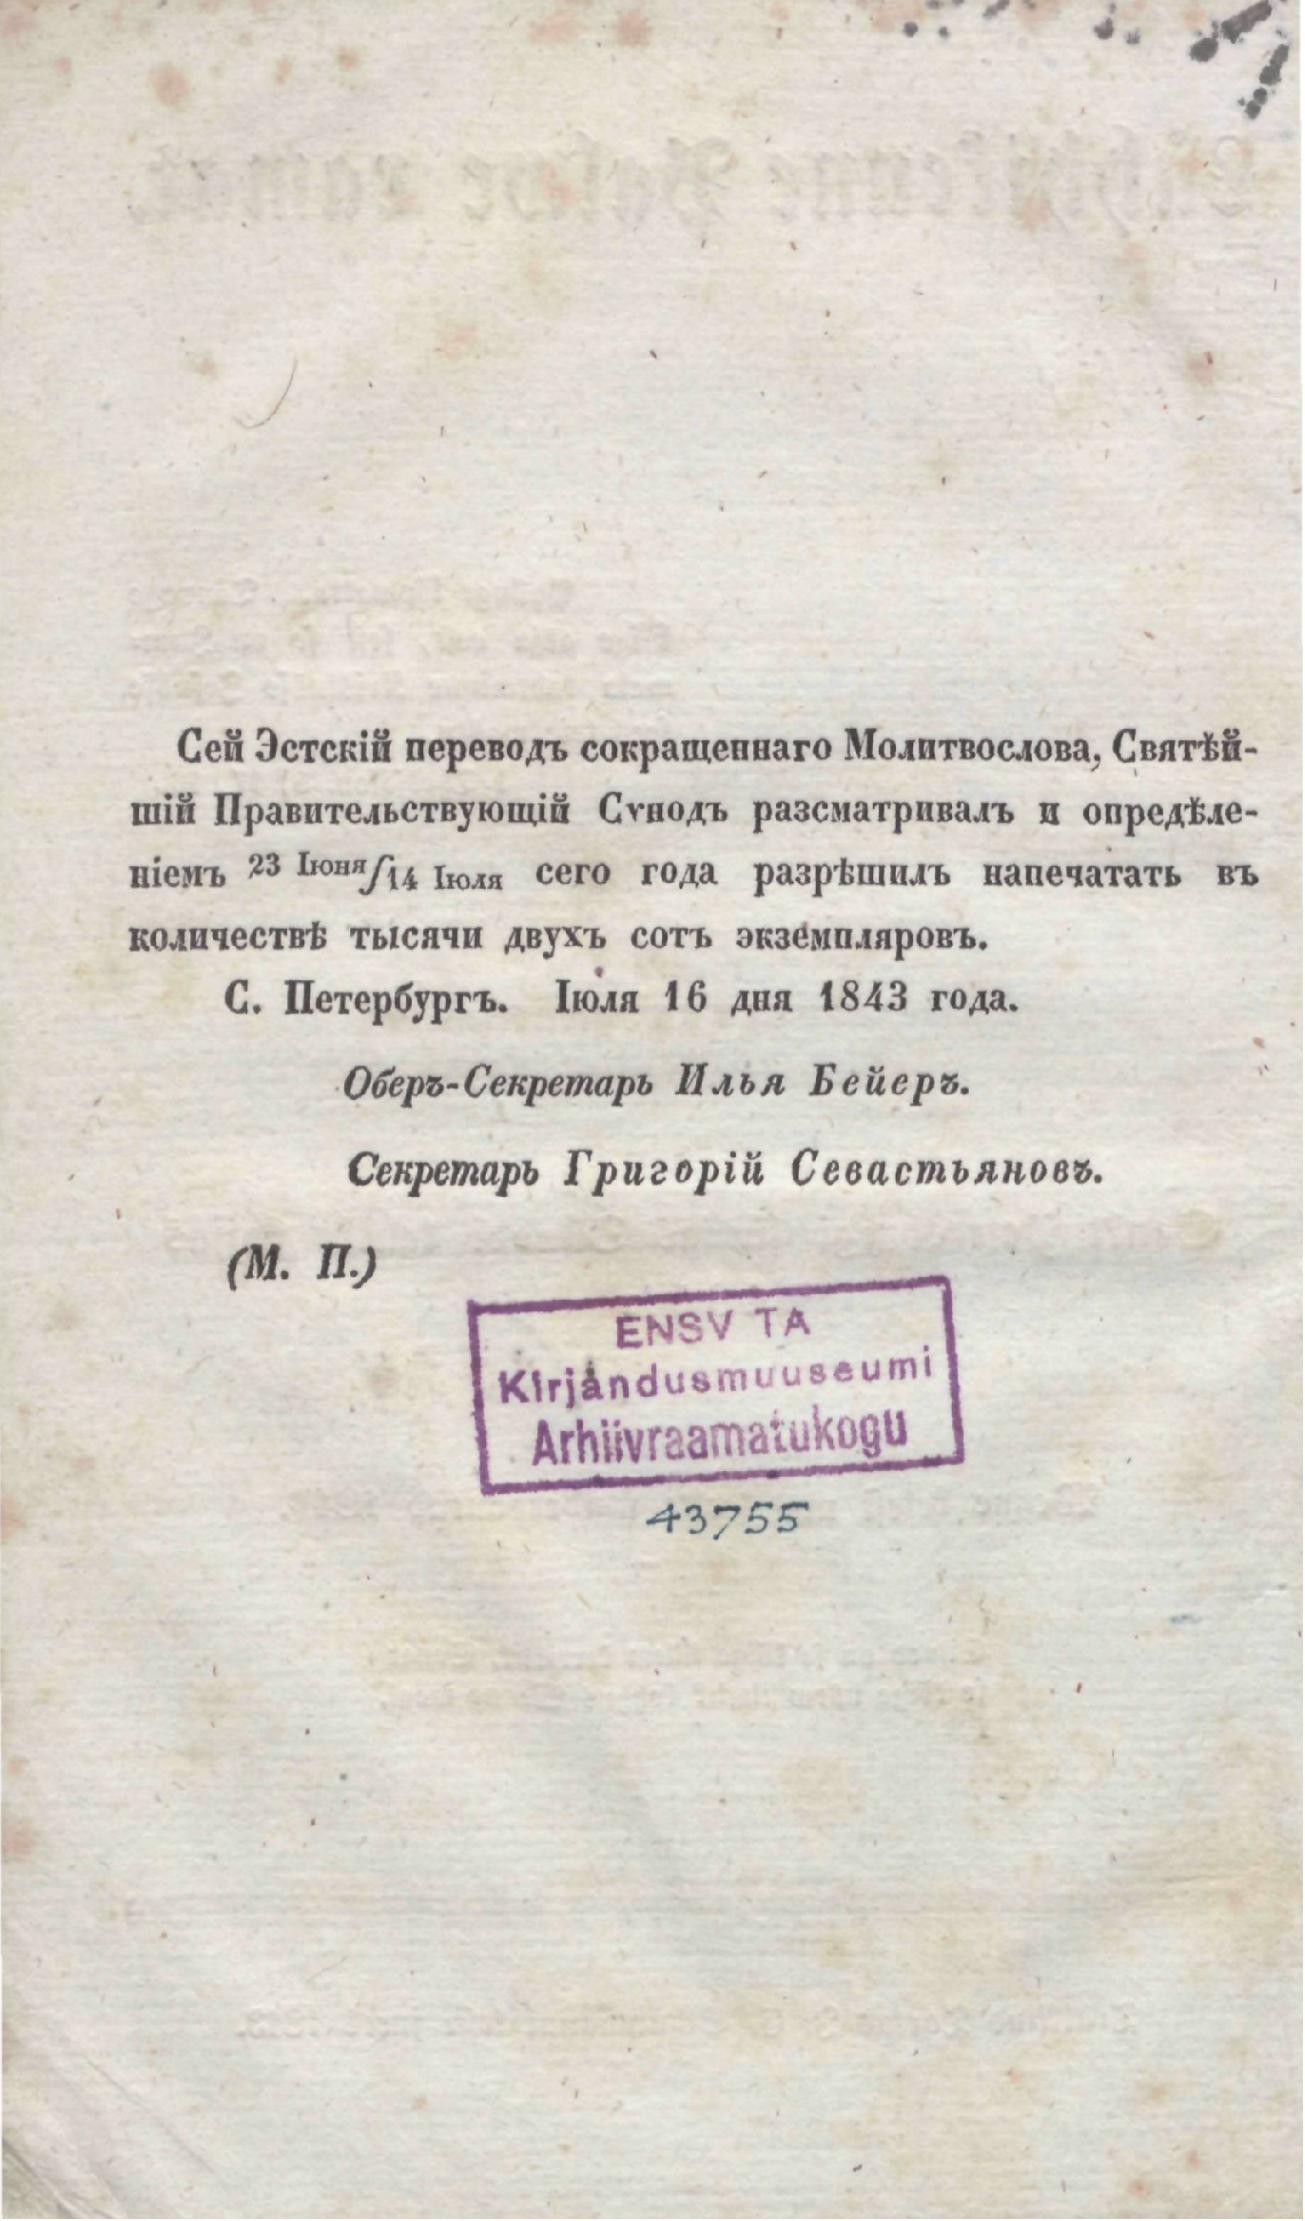 Сей Эстскій переводъ сокращеннаго Молитвослова, Святѣй-
шій Правительствующій Сѵнодъ разсматривалъ и опредѣле-
ніемъ 23 Іюня/14 Іюля сего года разрѣшилъ напечатать въ
количествѣ тысячи двухъ сотъ экземпляровъ.
С. Петербургъ. Іюля 16 дня 1843 года.
Оберъ-Секретарь Илья Бейеръ.
Секретарь Григорій Севастьяновъ.
(М. П.)
ENSV TA
Kirjandusmuuseumi
Arhiivraamatukogu
43755